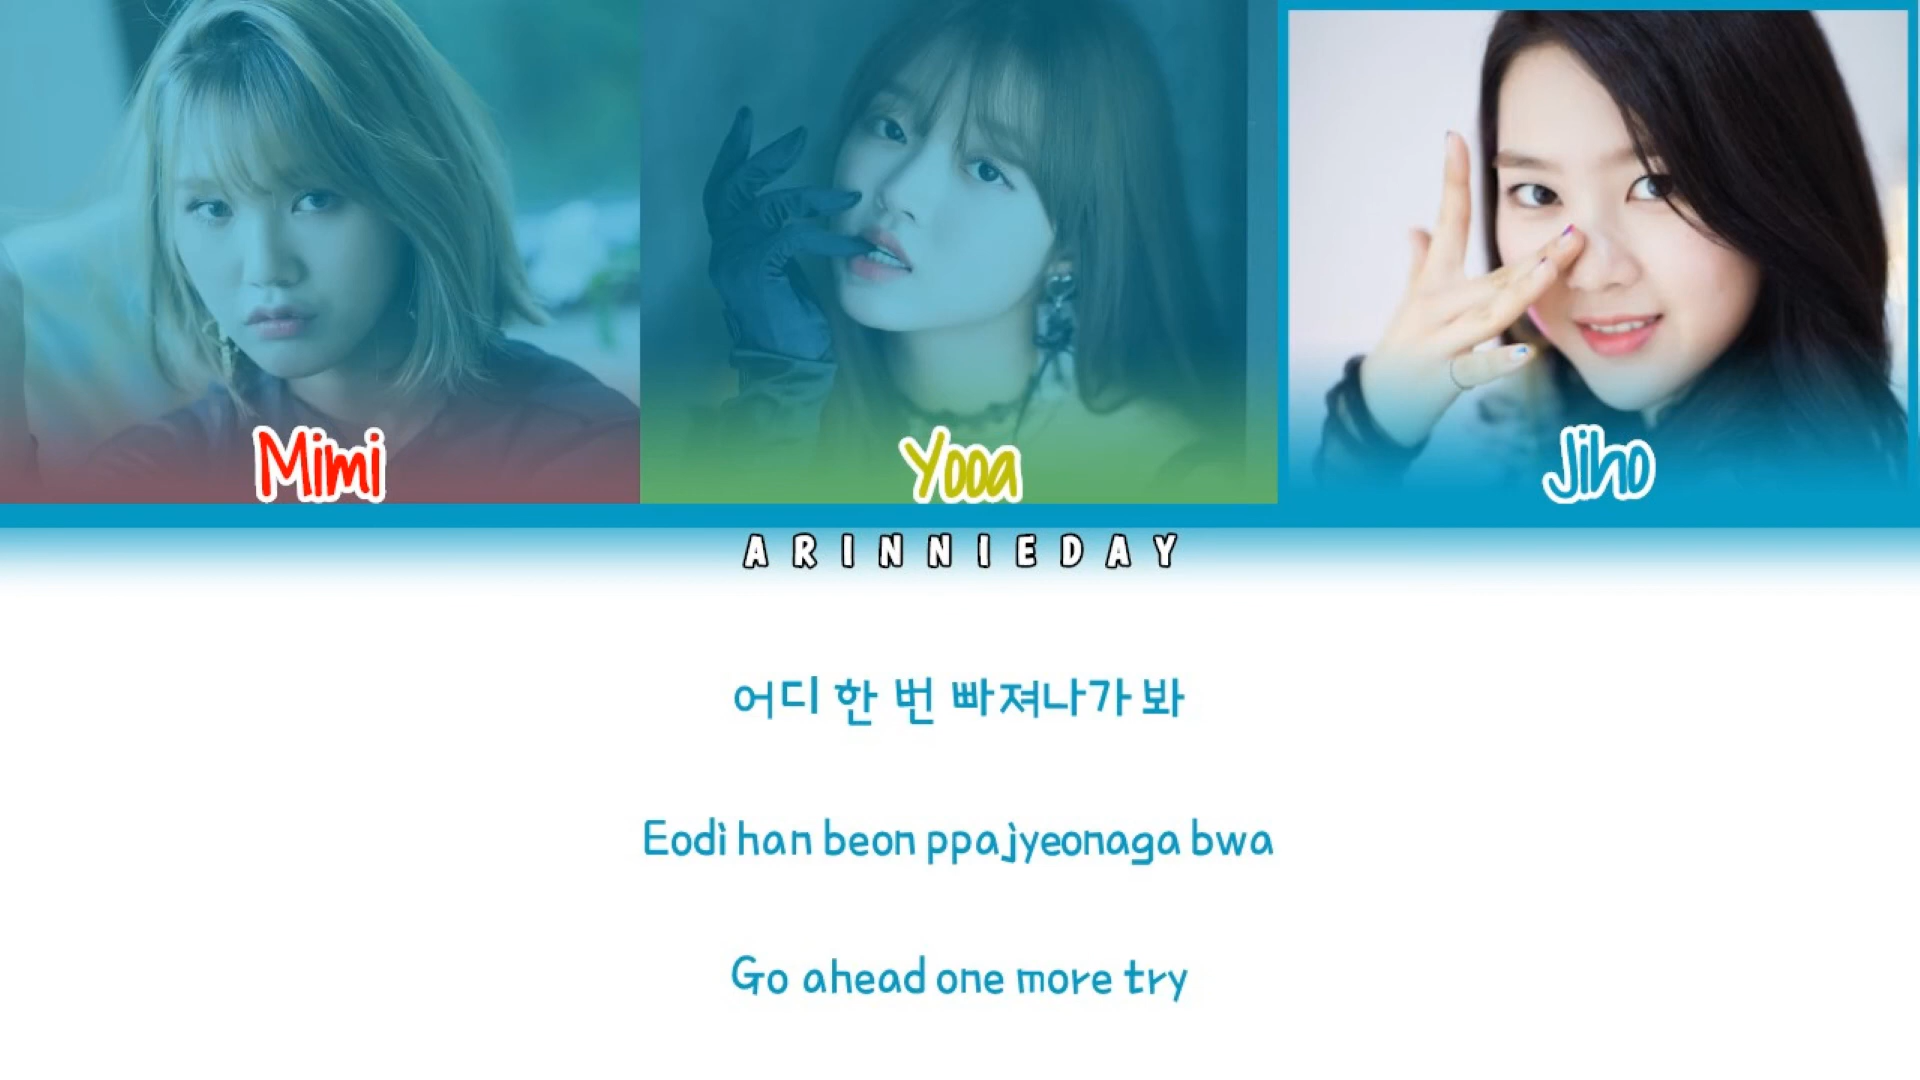 Mimi
Yooa
Jiho
ARINNIEDAY
어디 한 번 빠져나가 봐
Eodi han beon ppajyeonaga bwa
Go ahead one more try